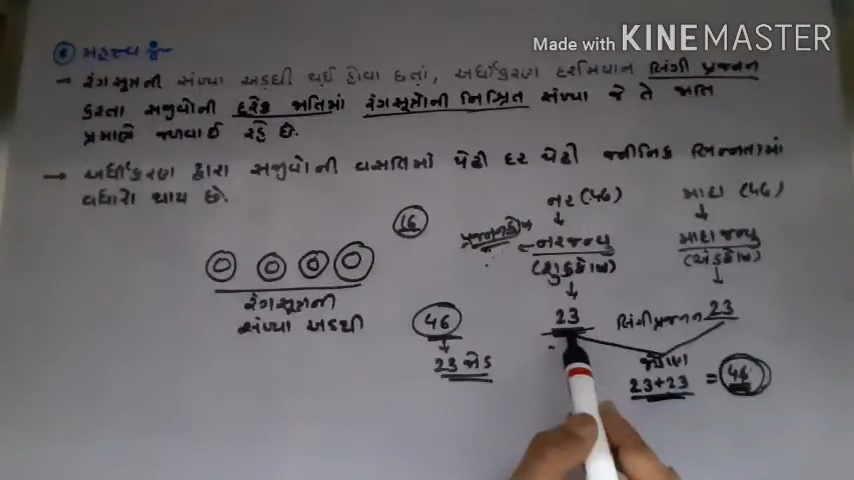 Made with KINEMASTER
* મહત્વ :-
→ રંગસૂત્રની સંખ્યા અડધી થઈ હોવા છતાં, અર્ધીકરણ દરમિયાન લિંગી પ્રજનન
કરતા સજીવોની દરેક જાતિમાં રંગસૂત્રોની નિશ્ચિત સંખ્યા જે તે જાતિ
પ્રમાણે જળવાઈ રહે છે.
→ અર્ધીકરણ દ્વારા સજીવોની વસતિમાં પેઢી દર પેઢી જનીનિક ભિન્નતામાં
વધારો થાય છે.
નર (46) માદા (46)
16
પ્રજનનકોષ
નરજન્યુ માદાજન્યુ
(શુક્રકોષ) (અંડકોષ)
રંગસૂત્રની
સંખ્યા અડધી
46
23 જોડ
23 લિંગીપ્રજનન 23
જોડાણ
23+23 = 46